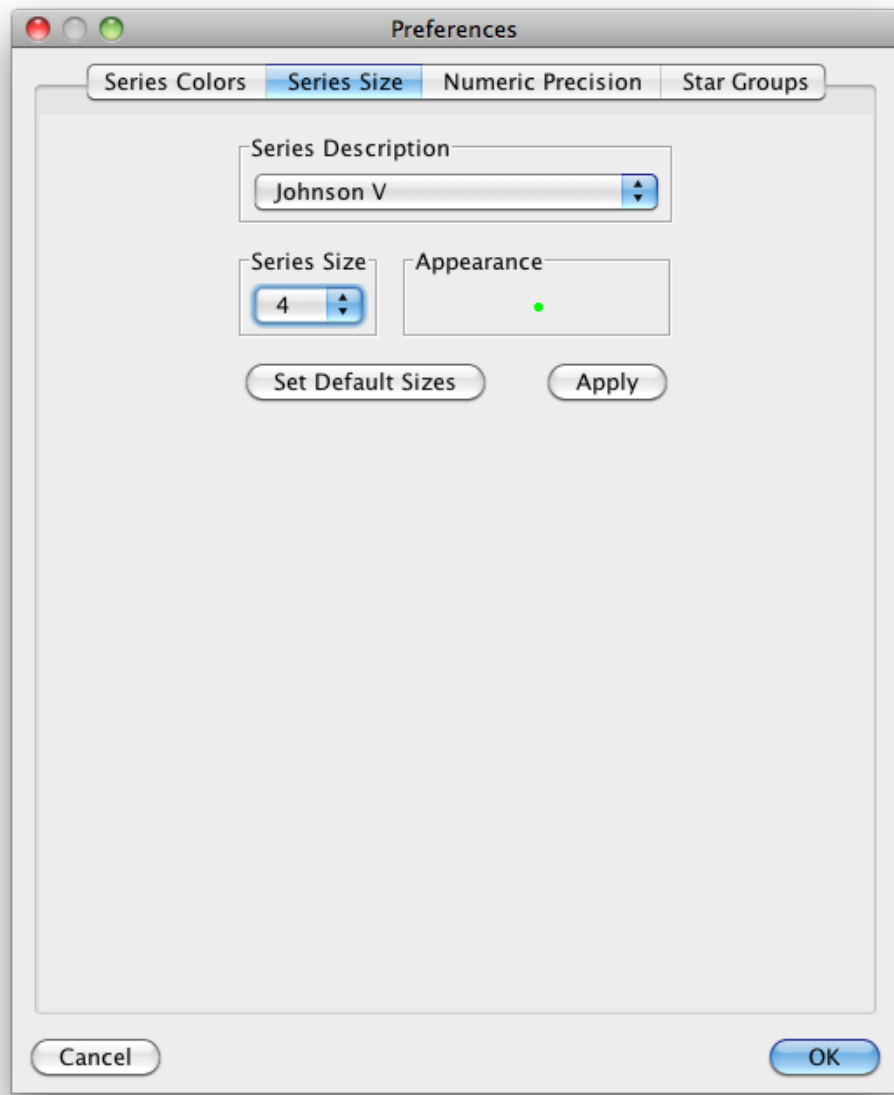 Preferences
Series Colors Series Size Numeric Precision Star Groups
Series Description
Johnson V
Series Size Appearance
4
Set Default Sizes Apply
Cancel OK